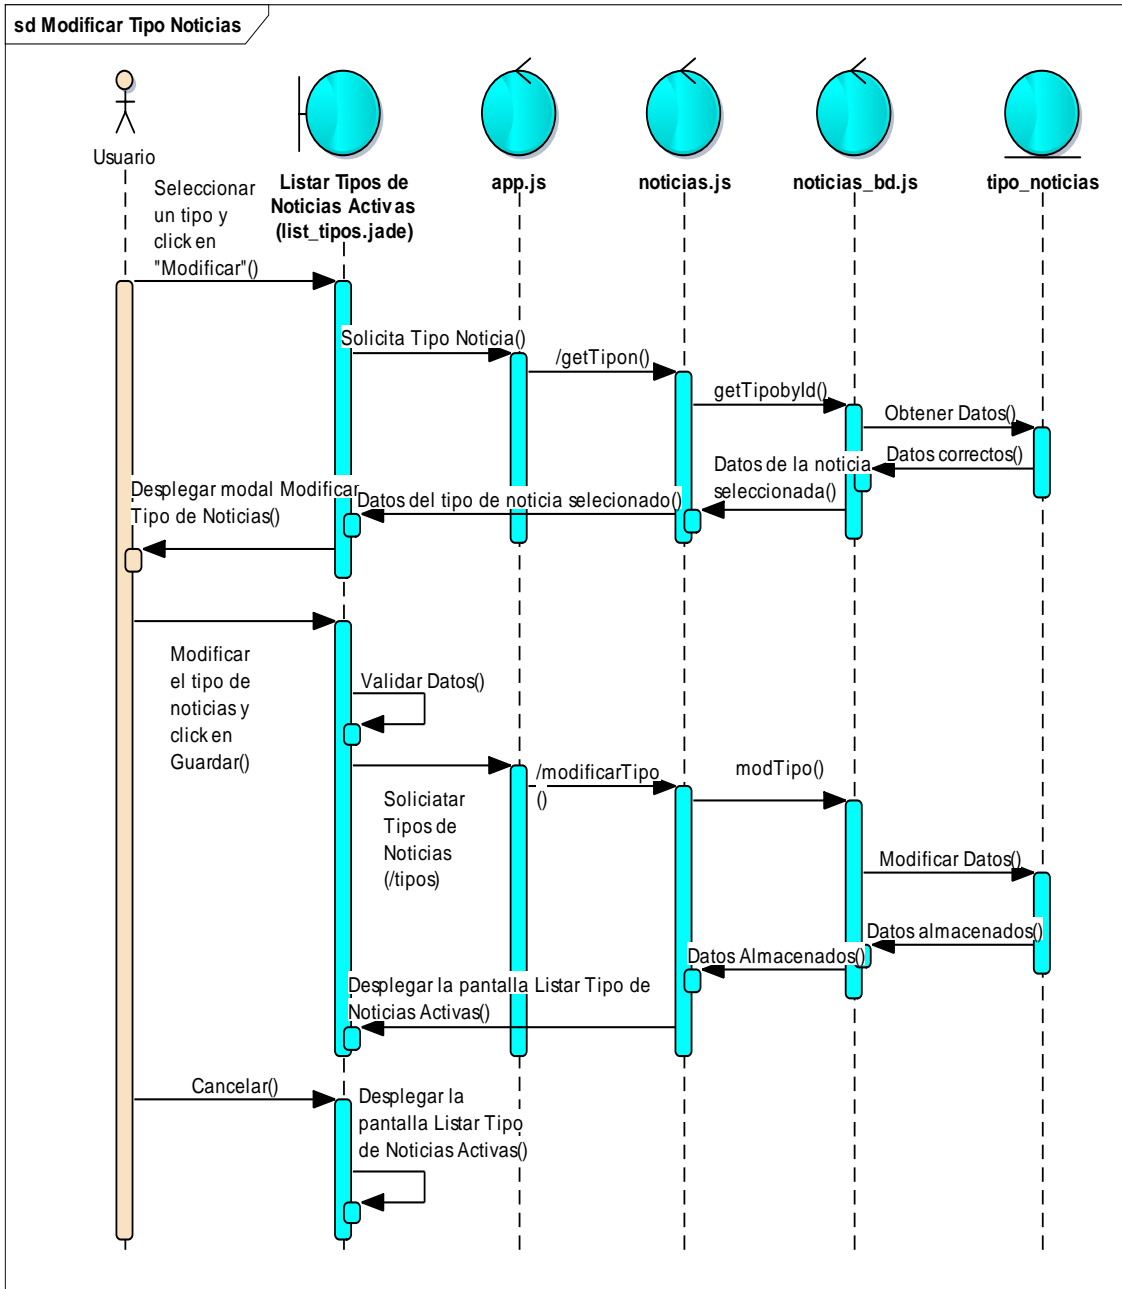 sd Modificar Tipo Noticias
Usuario
Listar Tipos de
Noticias Activas
(list_tipos.jade)
app.js
noticias.js
noticias_bd.js
tipo_noticias
Seleccionar
un tipo y
click en
"Modificar"()
Solicita Tipo Noticia()
/getTipon()
getTipobyId()
Obtener Datos()
Datos correctos()
Datos de la noticia
seleccionada()
Datos del tipo de noticia selecionado()
Desplegar modal Modificar
Tipo de Noticias()
Modificar
el tipo de
noticias y
click en
Guardar()
Validar Datos()
Soliciatar
Tipos de
Noticias
(/tipos)
/modificarTipo
()
modTipo()
Modificar Datos()
Datos almacenados()
Datos Almacenados()
Desplegar la pantalla Listar Tipo de
Noticias Activas()
Cancelar()
Desplegar la
pantalla Listar Tipo
de Noticias Activas()